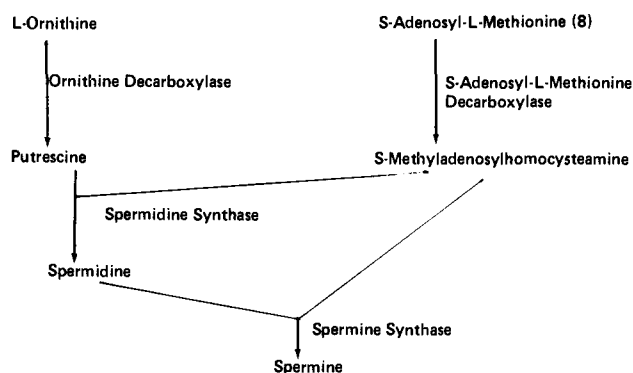 L-Ornithine
S-Adenosyl-L-Methionine (8)
Ornithine Decarboxylase
S-Adenosyl-L-Methionine
Decarboxylase
Putrescine
S-Methyladenosylhomocysteamine
Spermidine Synthase
Spermidine
Spermine Synthase
Spermine